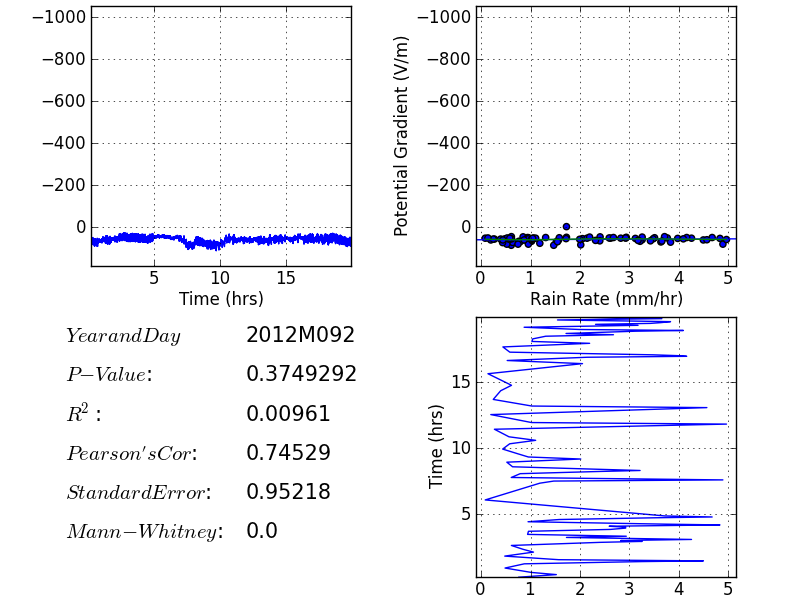 −1000
−800
−600
−400
−200
0
5 10 15
Time (hrs)
Potential Gradient (V/m)
−1000
−800
−600
−400
−200
0
0 1 2 3 4 5
Rain Rate (mm/hr)
YearandDay 2012M092
P−Value: 0.3749292
R² : 0.00961
Pearson'sCor: 0.74529
StandardError: 0.95218
Mann−Whitney: 0.0
Time (hrs)
15
10
5
0 1 2 3 4 5